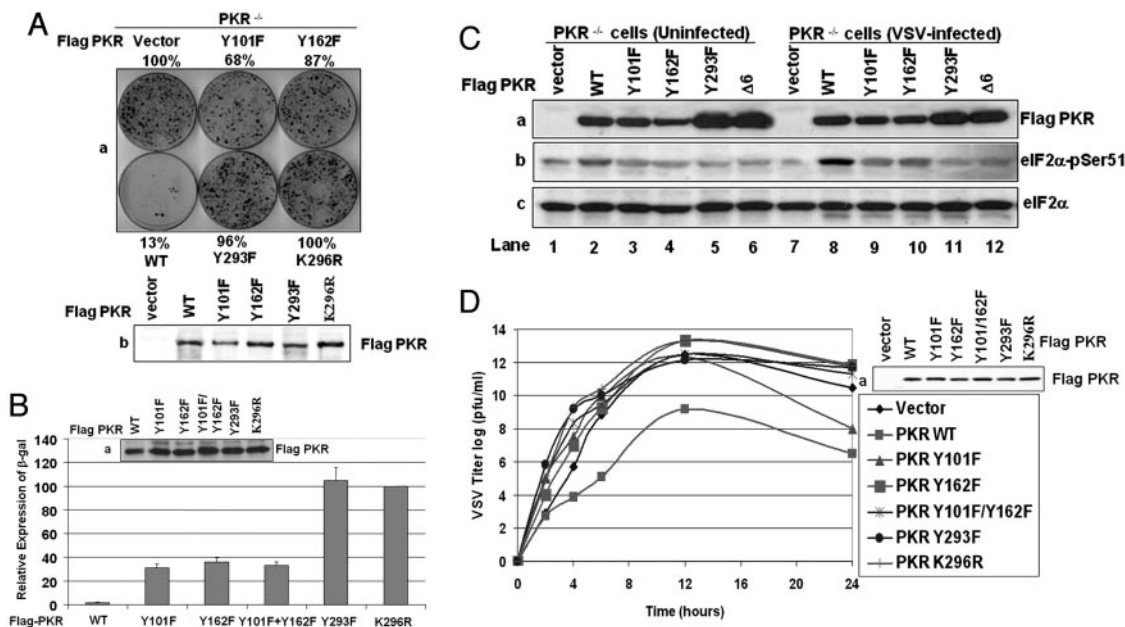 A
PKR -/-
Flag PKR Vector Y101F Y162F
100% 68% 87%
a
13% 96% 100%
WT Y293F K296R
Flag PKR vector WT Y101F Y162F Y293F K296R
b Flag PKR
B
Flag PKR WT Y101F Y162F Y101F/Y162F Y293F K296R
a Flag PKR
Relative Expression of β-gal
140
120
100
80
60
40
20
0
Flag-PKR WT Y101F Y162F Y101F+Y162F Y293F K296R
C
PKR -/- cells (Uninfected) PKR -/- cells (VSV-infected)
Flag PKR vector WT Y101F Y162F Y293F Δ6 vector WT Y101F Y162F Y293F Δ6
a Flag PKR
b eIF2α-pSer51
c eIF2α
Lane 1 2 3 4 5 6 7 8 9 10 11 12
D
VSV Titer log (pfu/ml)
14
12
10
8
6
4
2
0
0 4 8 12 16 20 24
Time (hours)
vector WT Y101F Y162F Y101/162F Y293F K296R Flag PKR
a Flag PKR
Vector
PKR WT
PKR Y101F
PKR Y162F
PKR Y101F/Y162F
PKR Y293F
PKR K296R